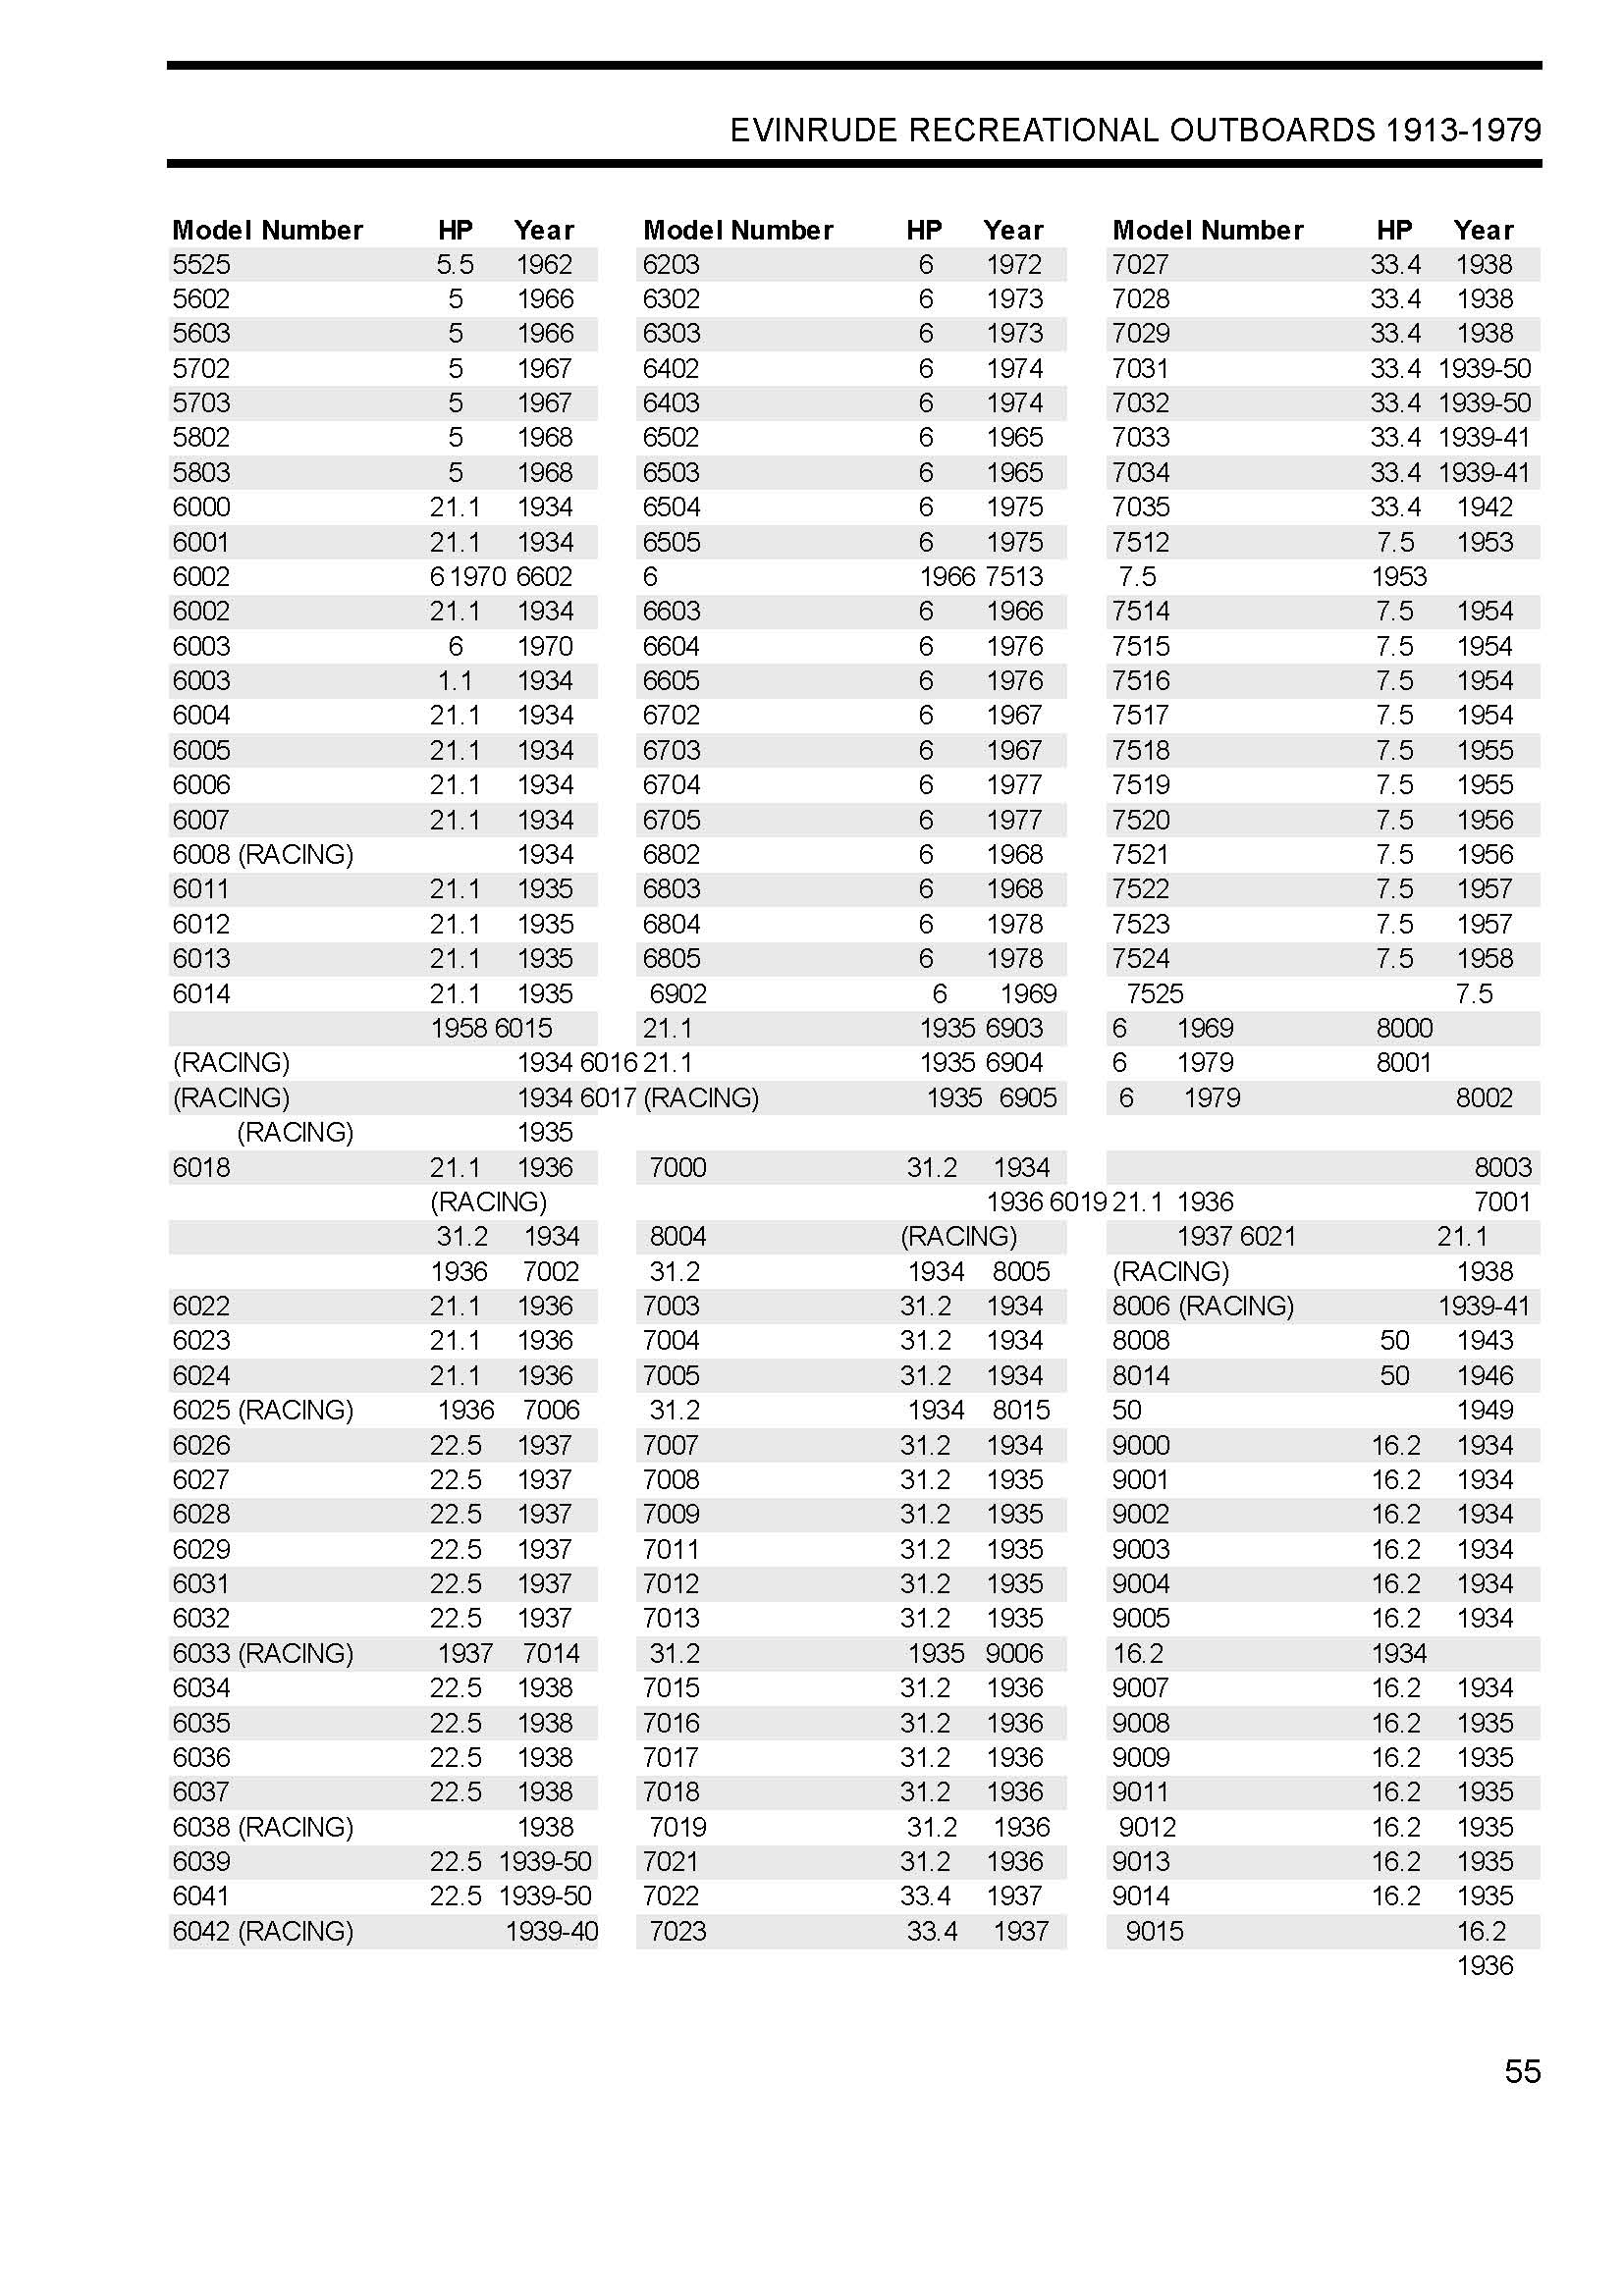 EVINRUDE RECREATIONAL OUTBOARDS 1913-1979
Model Number HP Year Model Number HP Year Model Number HP Year
5525 5.5 1962 6203 6 1972 7027 33.4 1938
5602 5 1966 6302 6 1973 7028 33.4 1938
5603 5 1966 6303 6 1973 7029 33.4 1938
5702 5 1967 6402 6 1974 7031 33.4 1939-50
5703 5 1967 6403 6 1974 7032 33.4 1939-50
5802 5 1968 6502 6 1965 7033 33.4 1939-41
5803 5 1968 6503 6 1965 7034 33.4 1939-41
6000 21.1 1934 6504 6 1975 7035 33.4 1942
6001 21.1 1934 6505 6 1975 7512 7.5 1953
6002 6 1970 6602 6 1966 7513 7.5 1953
6002 21.1 1934 6603 6 1966 7514 7.5 1954
6003 6 1970 6604 6 1976 7515 7.5 1954
6003 1.1 1934 6605 6 1976 7516 7.5 1954
6004 21.1 1934 6702 6 1967 7517 7.5 1954
6005 21.1 1934 6703 6 1967 7518 7.5 1955
6006 21.1 1934 6704 6 1977 7519 7.5 1955
6007 21.1 1934 6705 6 1977 7520 7.5 1956
6008 (RACING) 1934 6802 6 1968 7521 7.5 1956
6011 21.1 1935 6803 6 1968 7522 7.5 1957
6012 21.1 1935 6804 6 1978 7523 7.5 1957
6013 21.1 1935 6805 6 1978 7524 7.5 1958
6014 21.1 1935 6902 6 1969 7525 7.5
1958 6015 21.1 1935 6903 6 1969 8000
(RACING) 1934 6016 21.1 1935 6904 6 1979 8001
(RACING) 1934 6017 (RACING) 1935 6905 6 1979 8002
(RACING) 1935
6018 21.1 1936 7000 31.2 1934 8003
(RACING) 1936 6019 21.1 1936 7001
31.2 1934 8004 (RACING) 1937 6021 21.1
1936 7002 31.2 1934 8005 (RACING) 1938
6022 21.1 1936 7003 31.2 1934 8006 (RACING) 1939-41
6023 21.1 1936 7004 31.2 1934 8008 50 1943
6024 21.1 1936 7005 31.2 1934 8014 50 1946
6025 (RACING) 1936 7006 31.2 1934 8015 50 1949
6026 22.5 1937 7007 31.2 1934 9000 16.2 1934
6027 22.5 1937 7008 31.2 1935 9001 16.2 1934
6028 22.5 1937 7009 31.2 1935 9002 16.2 1934
6029 22.5 1937 7011 31.2 1935 9003 16.2 1934
6031 22.5 1937 7012 31.2 1935 9004 16.2 1934
6032 22.5 1937 7013 31.2 1935 9005 16.2 1934
6033 (RACING) 1937 7014 31.2 1935 9006 16.2 1934
6034 22.5 1938 7015 31.2 1936 9007 16.2 1934
6035 22.5 1938 7016 31.2 1936 9008 16.2 1935
6036 22.5 1938 7017 31.2 1936 9009 16.2 1935
6037 22.5 1938 7018 31.2 1936 9011 16.2 1935
6038 (RACING) 1938 7019 31.2 1936 9012 16.2 1935
6039 22.5 1939-50 7021 31.2 1936 9013 16.2 1935
6041 22.5 1939-50 7022 33.4 1937 9014 16.2 1935
6042 (RACING) 1939-40 7023 33.4 1937 9015 16.2
1936
55